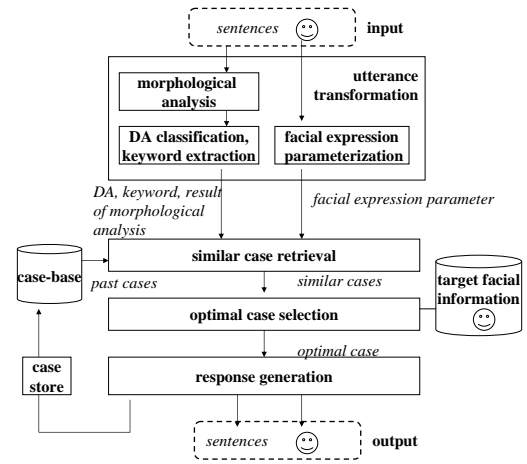 sentences
input
utterance
transformation
morphological
analysis
DA classification,
keyword extraction
facial expression
parameterization
DA, keyword, result
of morphological
analysis
facial expression parameter
similar case retrieval
case-base
past cases
similar cases
target facial
information
optimal case selection
optimal case
case
store
response generation
sentences
output